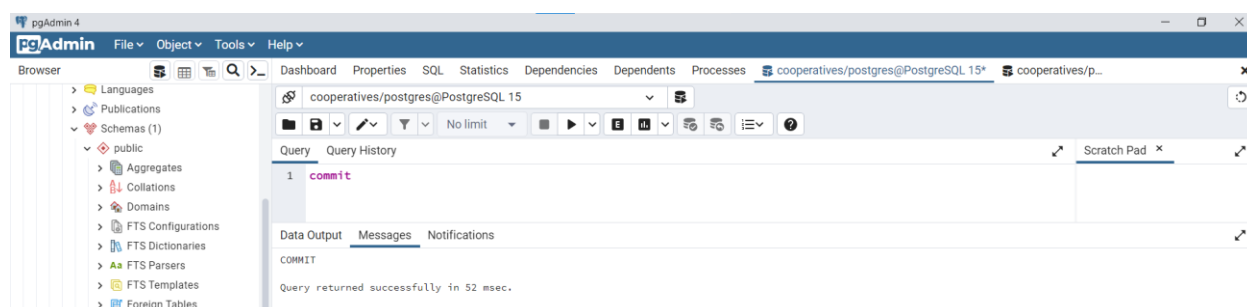 pgAdmin 4
pgAdmin File Object Tools Help
Browser
Dashboard Properties SQL Statistics Dependencies Dependents Processes cooperatives/postgres@PostgreSQL 15* cooperatives/p...
Languages
Publications
Schemas (1)
public
Aggregates
Collations
Domains
FTS Configurations
FTS Dictionaries
Aa FTS Parsers
FTS Templates
Foreign Tables
cooperatives/postgres@PostgreSQL 15
No limit
E
Query Query History
Scratch Pad
1 commit
Data Output Messages Notifications
COMMIT
Query returned successfully in 52 msec.